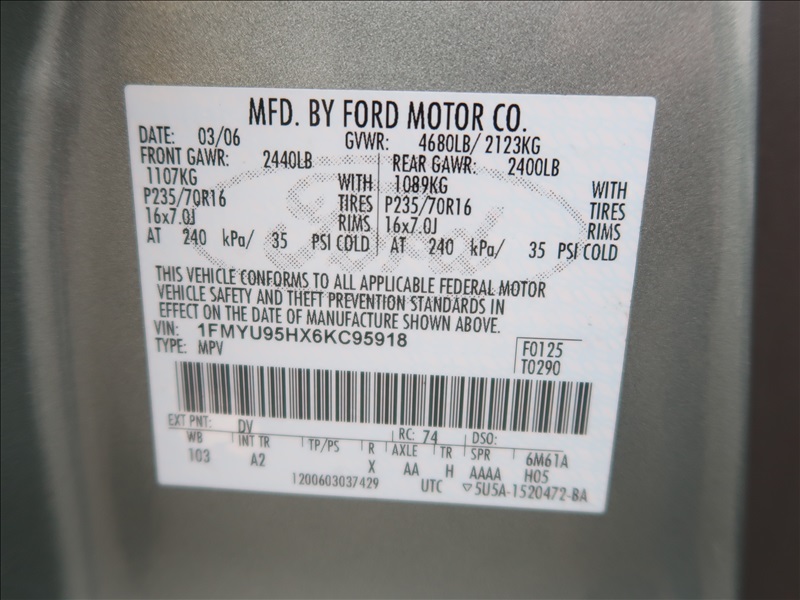 MFD. BY FORD MOTOR CO.
DATE: 03/06 GVWR: 4680LB/ 2123KG
FRONT GAWR: 2440LB REAR GAWR: 2400LB
1107KG WITH 1089KG WITH
P235/70R16 TIRES P235/70R16 TIRES
16x7.0J RIMS 16x7.0J RIMS
AT 240 kPa/ 35 PSI COLD AT 240 kPa/ 35 PSI COLD
THIS VEHICLE CONFORMS TO ALL APPLICABLE FEDERAL MOTOR
VEHICLE SAFETY AND THEFT PREVENTION STANDARDS IN
EFFECT ON THE DATE OF MANUFACTURE SHOWN ABOVE.
VIN: 1FMYU95HX6KC95918
TYPE: MPV
F0125
T0290
EXT PNT: DV RC: 74 DSO:
WB INT TR TP/PS R AXLE TR SPR 6M61A
103 A2 X AA H AAAA H05
1200603037429 UTC ▽5U5A-1520472-BA
Ford